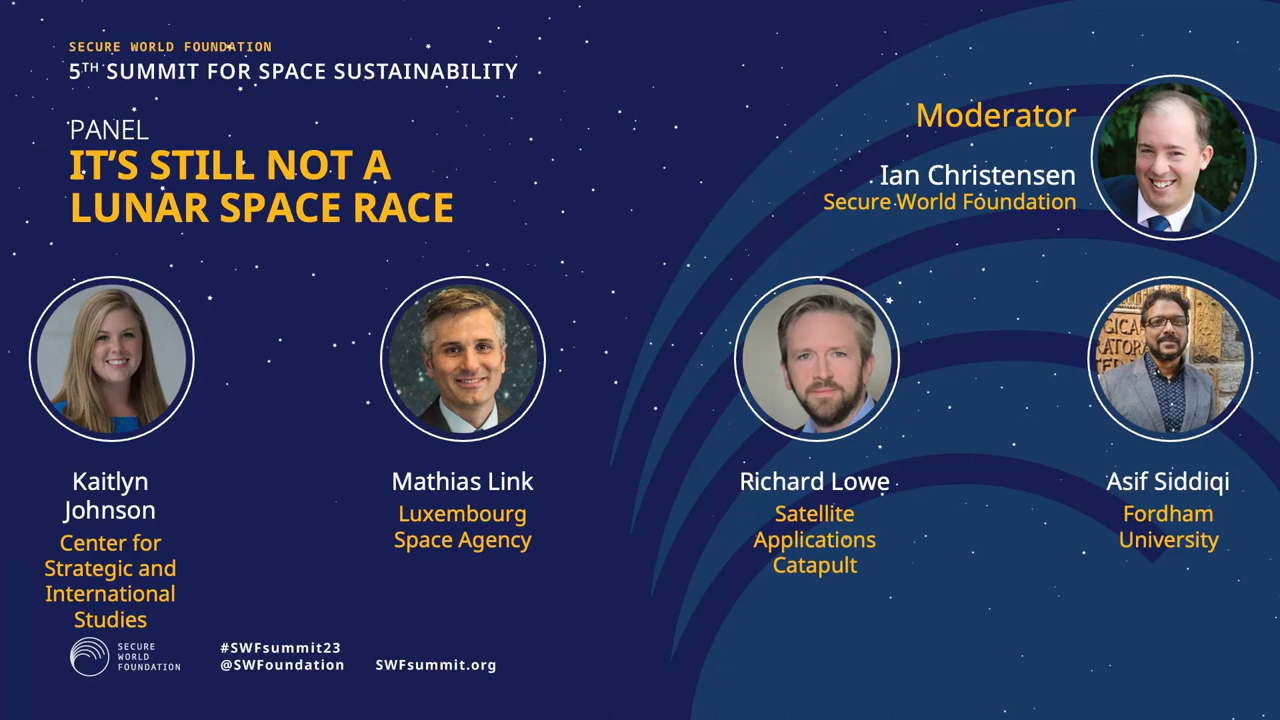 SECURE WORLD FOUNDATION
5TH SUMMIT FOR SPACE SUSTAINABILITY
PANEL
IT'S STILL NOT A
LUNAR SPACE RACE
Moderator
Ian Christensen
Secure World Foundation
Kaitlyn
Johnson
Center for
Strategic and
International
Studies
Mathias Link
Luxembourg
Space Agency
Richard Lowe
Satellite
Applications
Catapult
Asif Siddiqi
Fordham
University
SECURE
WORLD
FOUNDATION
#SWFsummit23
@SWFoundation SWFsummit.org